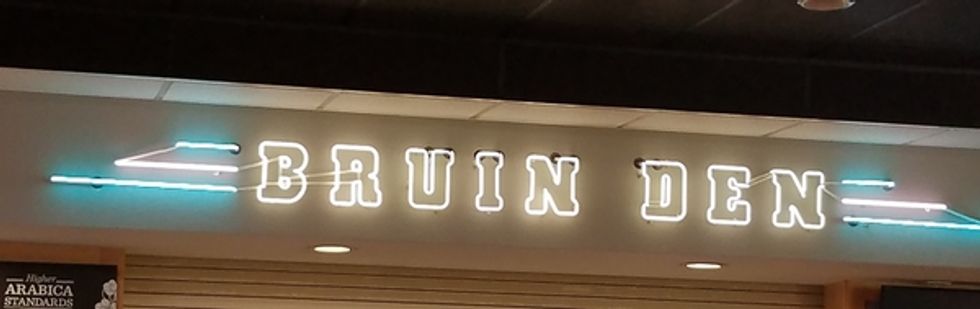 BRUIN DEN
Higher
ARABICA
STANDARDS